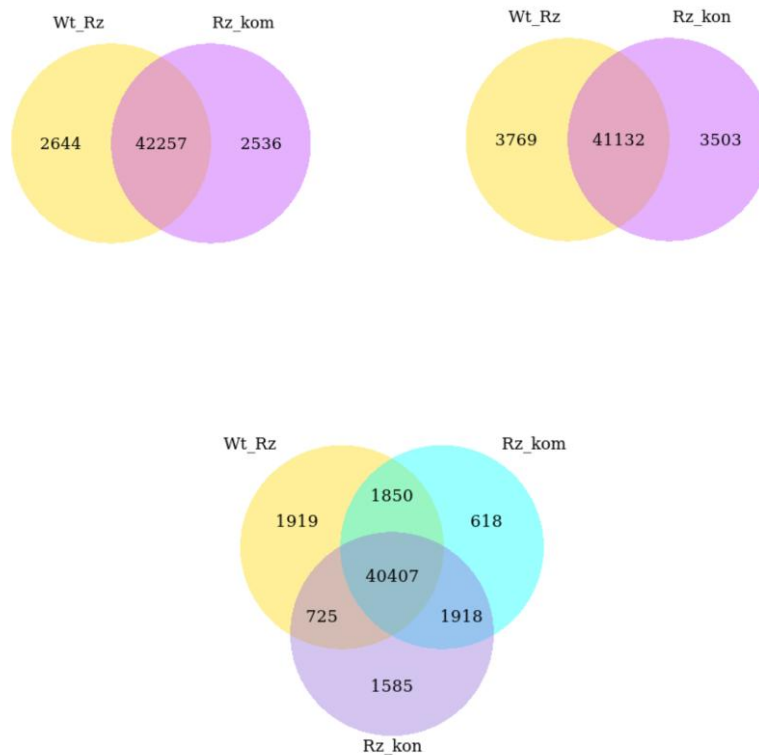 Wt_Rz
Rz_kom
2644
42257
2536
Wt_Rz
Rz_kon
3769
41132
3503
Wt_Rz
Rz_kom
1850
1919
618
40407
725
1918
1585
Rz_kon